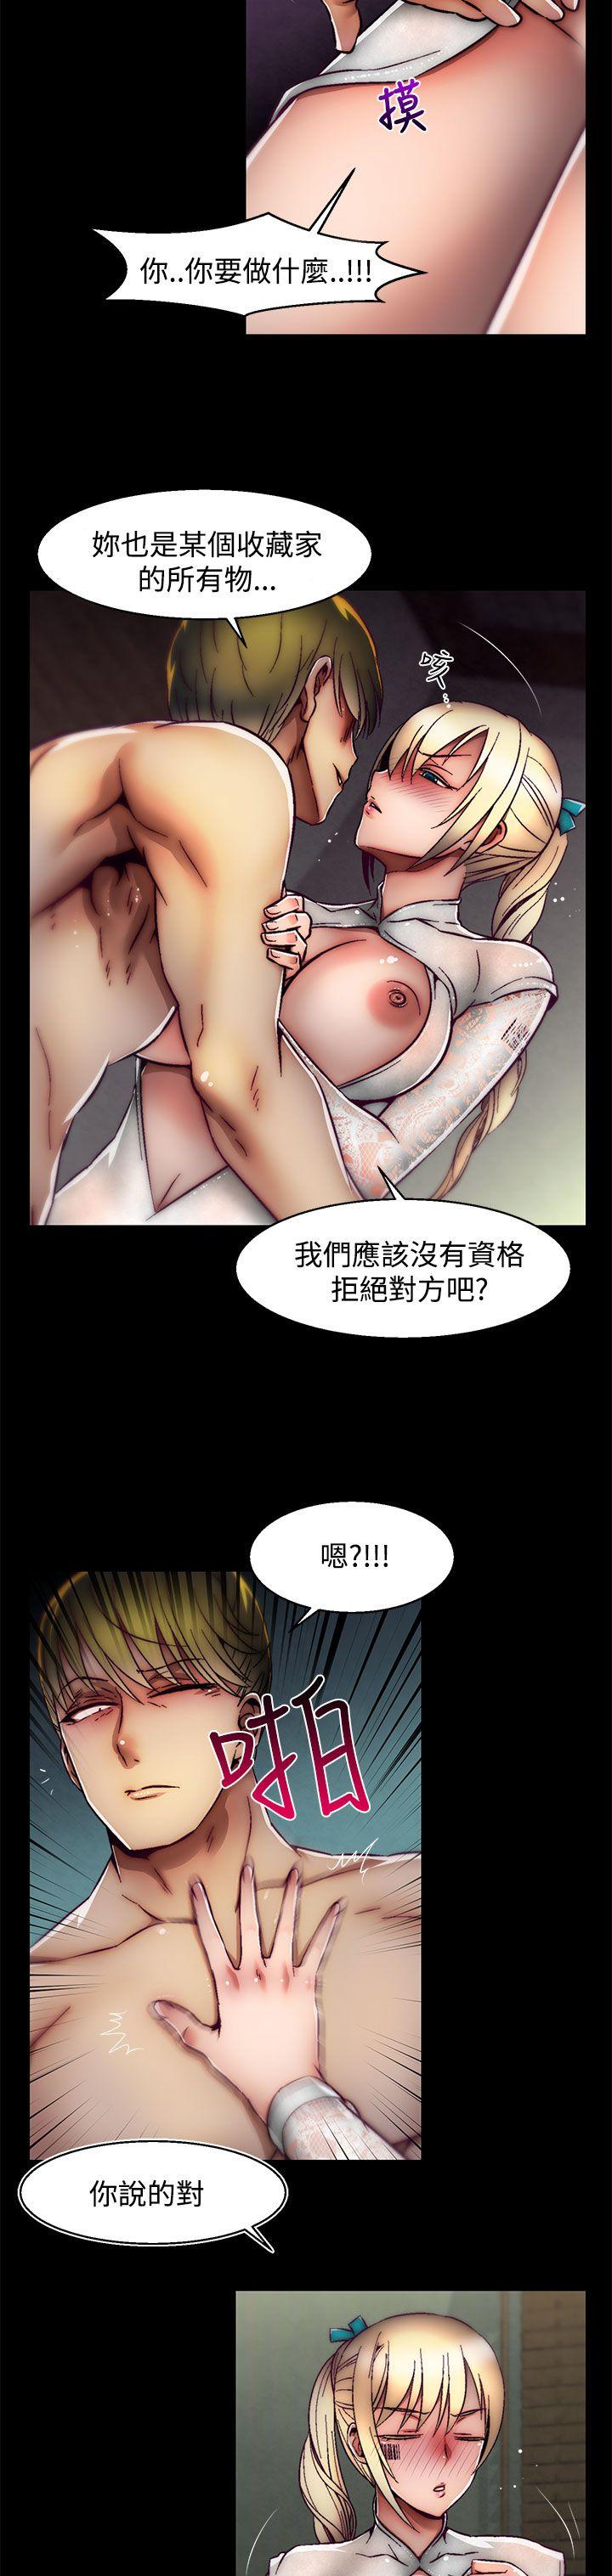 摸
你..你要做什麼..!!!
妳也是某個收藏家
的所有物...
咳
我們應該沒有資格
拒絕對方吧?
嗯?!!!
啪
你說的對